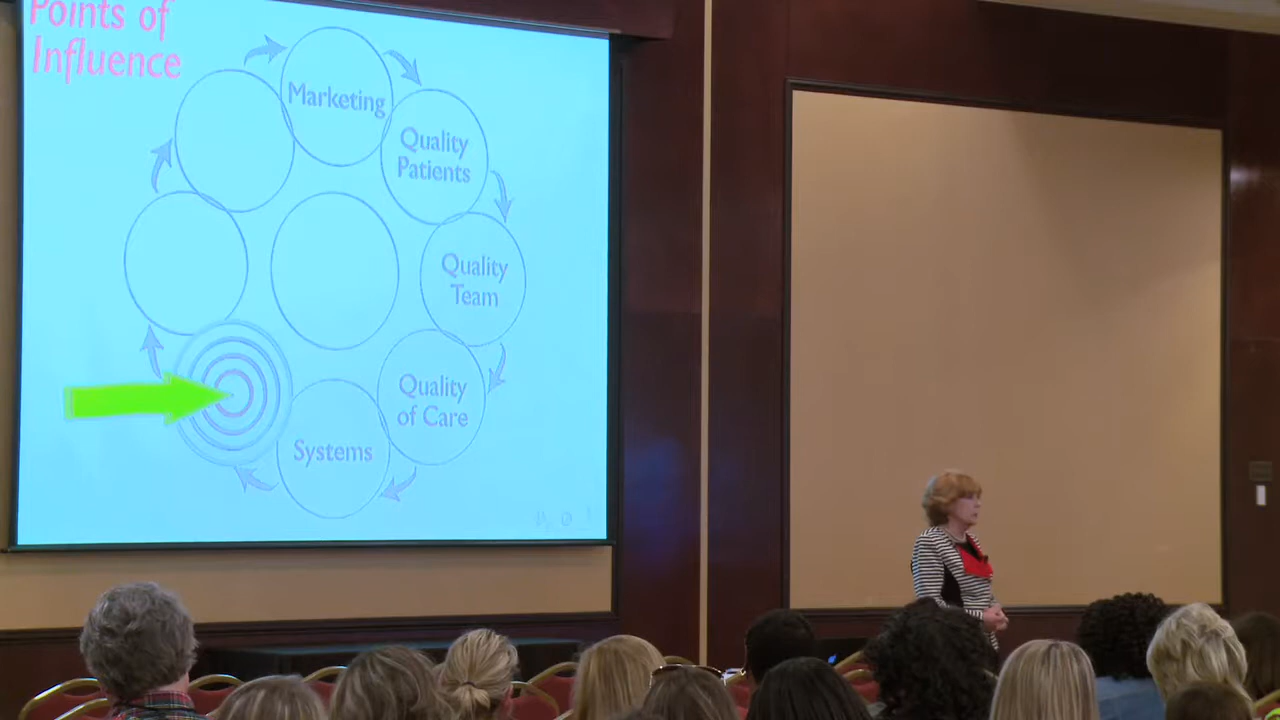 Points of
Influence
Marketing
Quality
Patients
Quality
Team
Quality
of Care
Systems